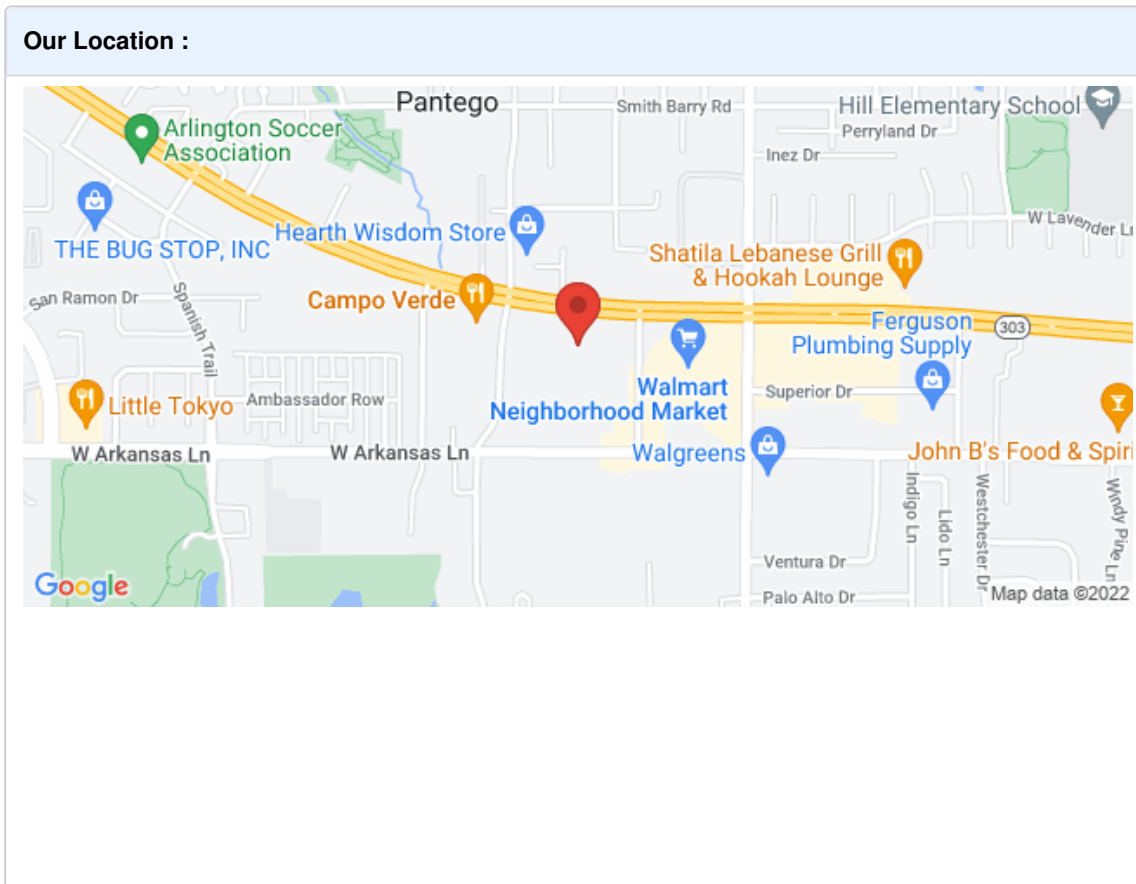 Our Location :
Pantego
Smith Barry Rd
Hill Elementary School
Arlington Soccer
Association
Perryland Dr
Inez Dr
W Lavender Ln
THE BUG STOP, INC
Hearth Wisdom Store
Shatila Lebanese Grill
& Hookah Lounge
San Ramon Dr
Spanish Trail
Campo Verde
Ferguson
Plumbing Supply
303
Walmart
Neighborhood Market
Superior Dr
Little Tokyo
Ambassador Row
W Arkansas Ln
W Arkansas Ln
Walgreens
John B's Food & Spiri
Indigo Ln
Lido Ln
Westchester Dr
Windy Pine Ln
Ventura Dr
Palo Alto Dr
Google
Map data ©2022